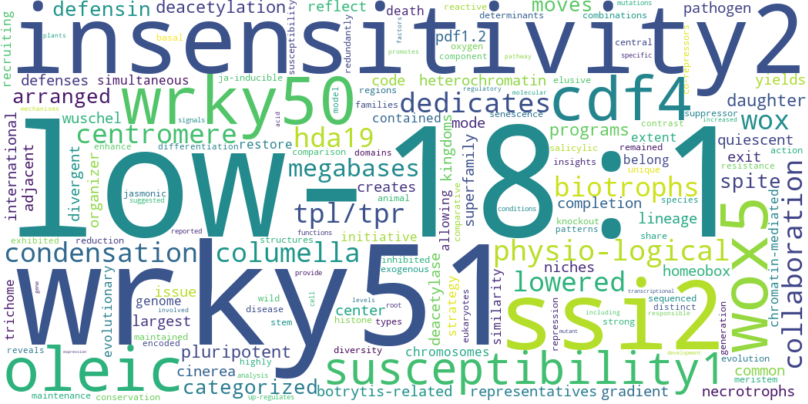 recruiting defensin deacetylation reflect moves pathogen
plants basal death reactive determinants combinations mutations
insensitivity2
susceptibility redundantly factors promotes pdf1.2 oxygen component pathway central specific co-repressors
defenses simultaneous ja-inducible code heterochromatin elusive yields
arranged wrky50 model regions dedicates cdf4 regulatory molecular increased daughter
wuschel signals families contained mode senescence suppressor wox
international adjacent centromere acid hda19 kingdoms programs contrast extent quiescent
divergent organizer enhance differentiation restore remained salicylic action
low-18:1
comparison domains megabases superfamily belong insights unique exit resistance
jasmonic suggested creates animal biotrophs spite
reported tpl/tpr allowing conditions completion comparative species lineage
exhibited reduction functions initiative knockout patterns share
condensation structures inhibited exogenous physio-logical wox5 chromatin-mediated collaboration
columella provide homeobox
wrky51
trichome evolutionary issue gene genome involved largest maintained encoded wild disease stem cell levels root center histone types deacetylase strategy eukaryotes similarity ssi2 lowered niches sequenced distinct including strong repression transcriptional mutant generation responsible
pluripotent reveals diversity chromosomes development evolution
oleic cinerea highly analysis susceptibility1 common meristem
maintenance expression conservation categorized up-regulates botrytis-related representatives gradient necrotrophs
mechanisms